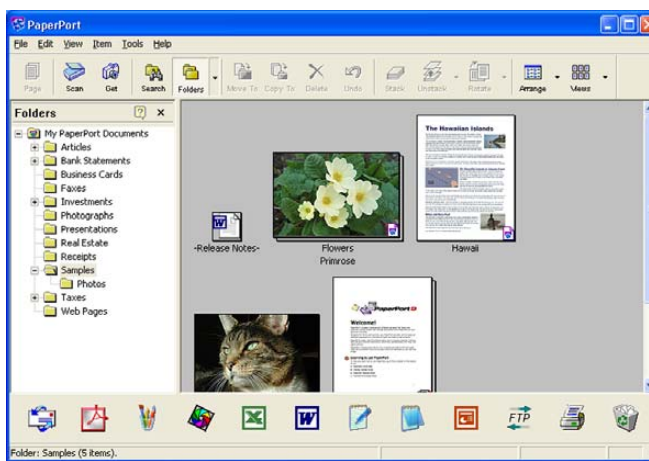 PaperPort
File Edit View Item Tools Help
Page Scan Get Search Folders Move To Copy To Delete Undo Stack Unstack Rotate Arrange Views
Folders
My PaperPort Documents
Articles
Bank Statements
Business Cards
Faxes
Investments
Photographs
Presentations
Real Estate
Receipts
Samples
Photos
Taxes
Web Pages
The Hawaiian Islands
-Release Notes-
Flowers
Primrose
Hawaii
PaperPort
Welcome!
FTP
Folder: Samples (5 items).